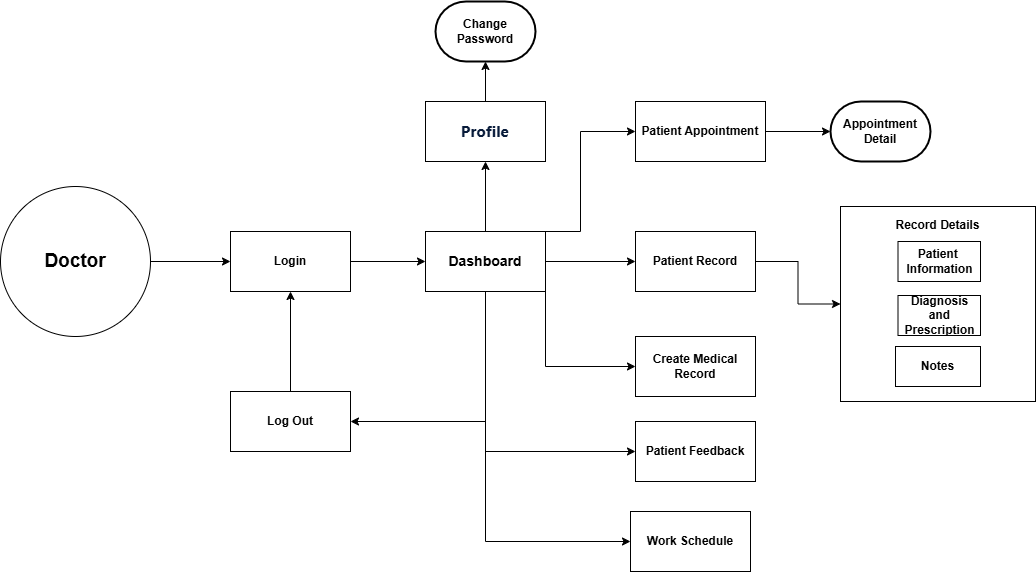 Change
Password
Profile
Patient Appointment
Appointment
Detail
Doctor
Login
Dashboard
Patient Record
Record Details
Patient
Information
Diagnosis
and
Prescription
Notes
Create Medical
Record
Log Out
Patient Feedback
Work Schedule